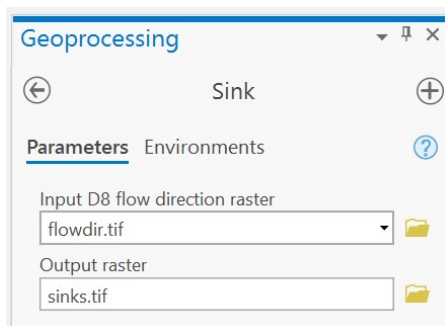 Geoprocessing
Sink
Parameters Environments
Input D8 flow direction raster
flowdir.tif
Output raster
sinks.tif